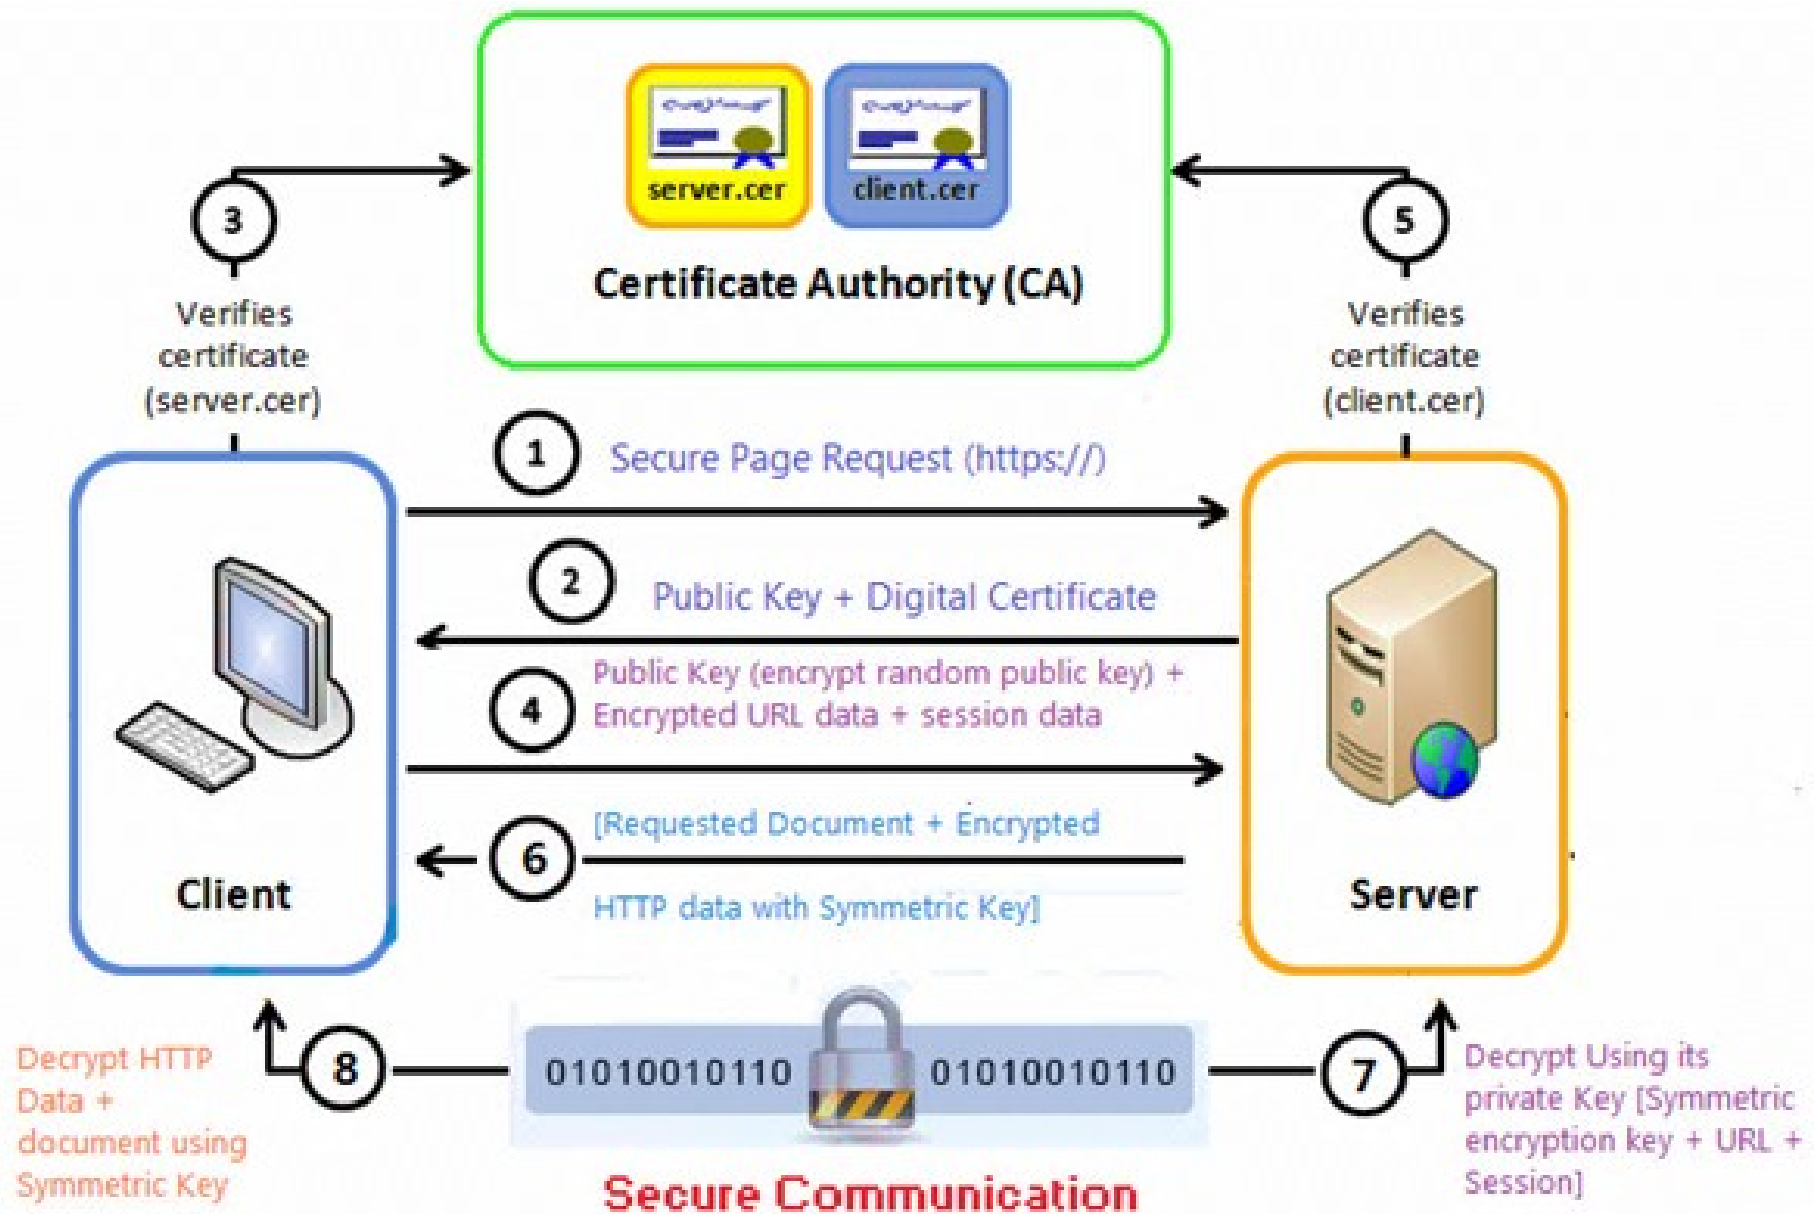 server.cer
client.cer
Certificate Authority (CA)
3
Verifies
certificate
(server.cer)
5
Verifies
certificate
(client.cer)
1
Secure Page Request (https://)
2
Public Key + Digital Certificate
4
Public Key (encrypt random public key) +
Encrypted URL data + session data
6
[Requested Document + Encrypted
HTTP data with Symmetric Key]
Client
Server
8
Decrypt HTTP
Data +
document using
Symmetric Key
01010010110
01010010110
7
Decrypt Using its
private Key [Symmetric
encryption key + URL +
Session]
Secure Communication